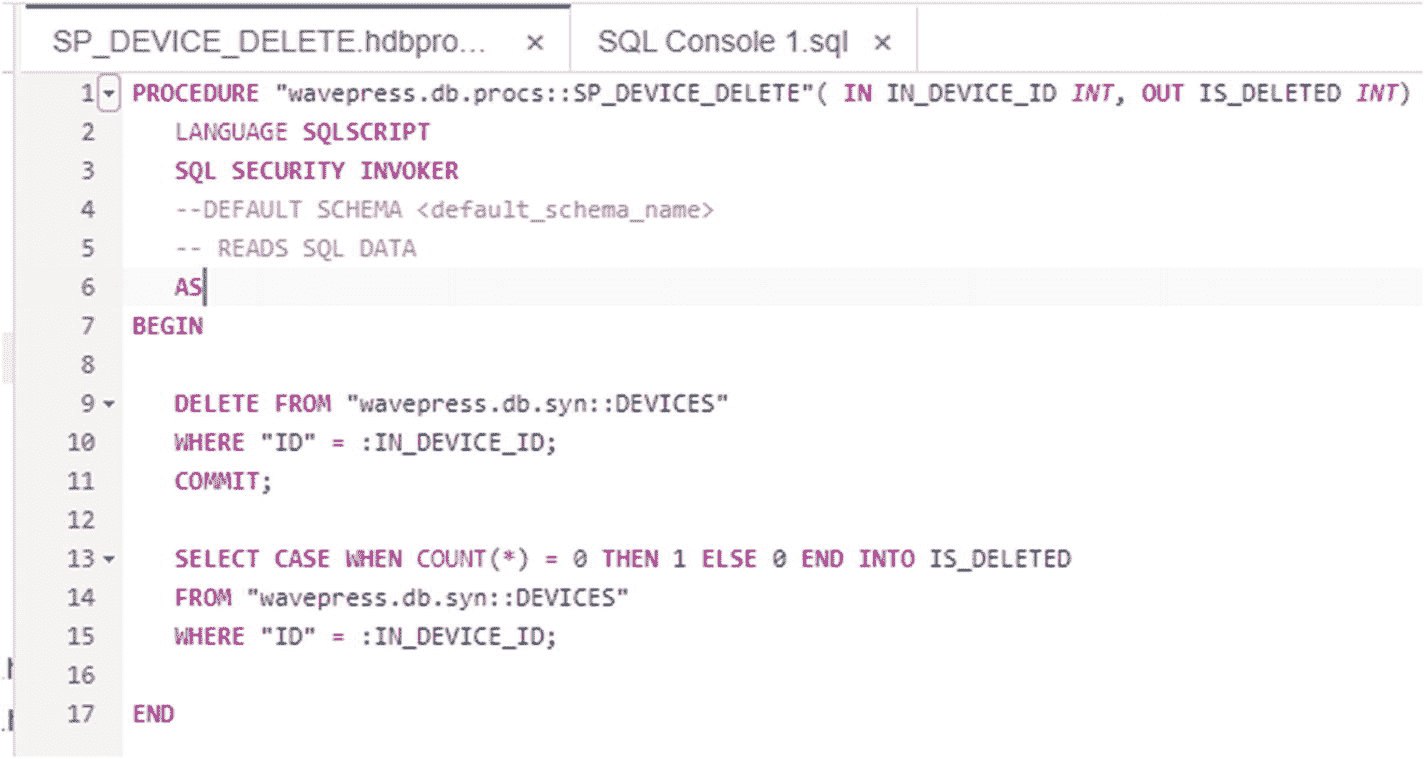 SP_DEVICE_DELETE.hdbpro... × SQL Console 1.sql ×
1 PROCEDURE "wavepress.db.procs::SP_DEVICE_DELETE"( IN IN_DEVICE_ID INT, OUT IS_DELETED INT)
2 LANGUAGE SQLSCRIPT
3 SQL SECURITY INVOKER
4 --DEFAULT SCHEMA <default_schema_name>
5 -- READS SQL DATA
6 AS
7 BEGIN
8
9 DELETE FROM "wavepress.db.syn::DEVICES"
10 WHERE "ID" = :IN_DEVICE_ID;
11 COMMIT;
12
13 SELECT CASE WHEN COUNT(*) = 0 THEN 1 ELSE 0 END INTO IS_DELETED
14 FROM "wavepress.db.syn::DEVICES"
15 WHERE "ID" = :IN_DEVICE_ID;
16
17 END